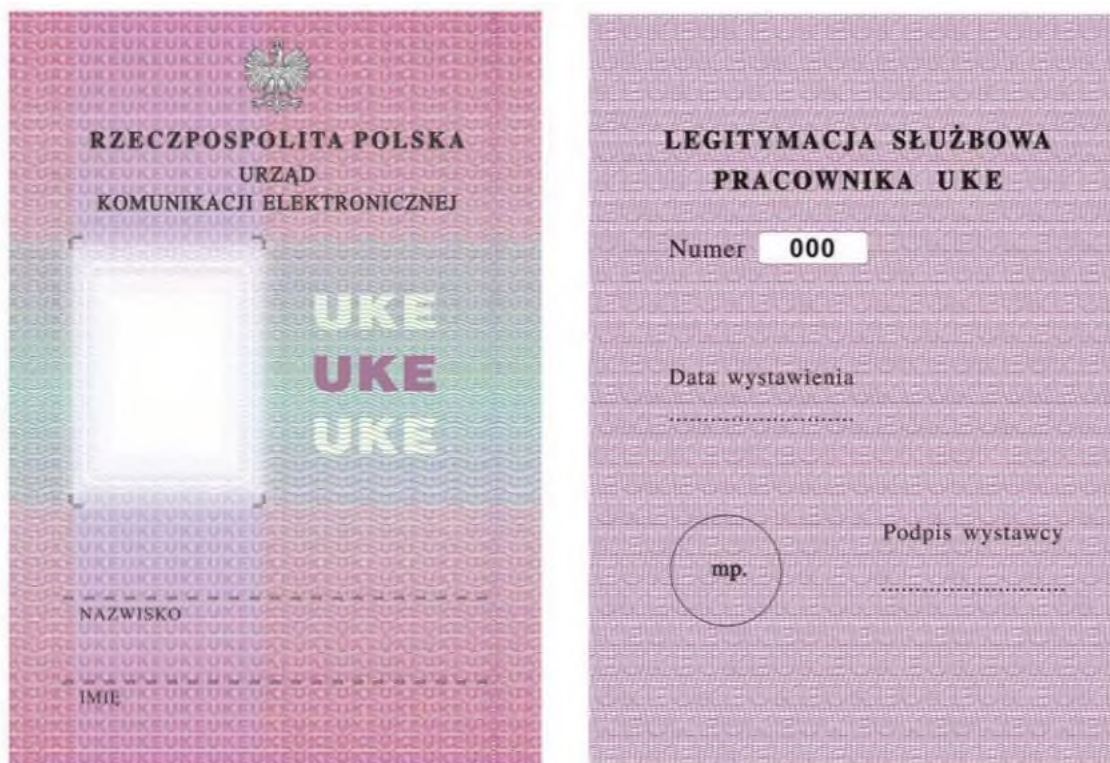 RZECZPOSPOLITA POLSKA
URZĄD
KOMUNIKACJI ELEKTRONICZNEJ
UKE
UKE
UKE
NAZWISKO
IMIĘ
LEGITYMACJA SŁUŻBOWA
PRACOWNIKA UKE
Numer 000
Data wystawienia
Podpis wystawcy
mp.